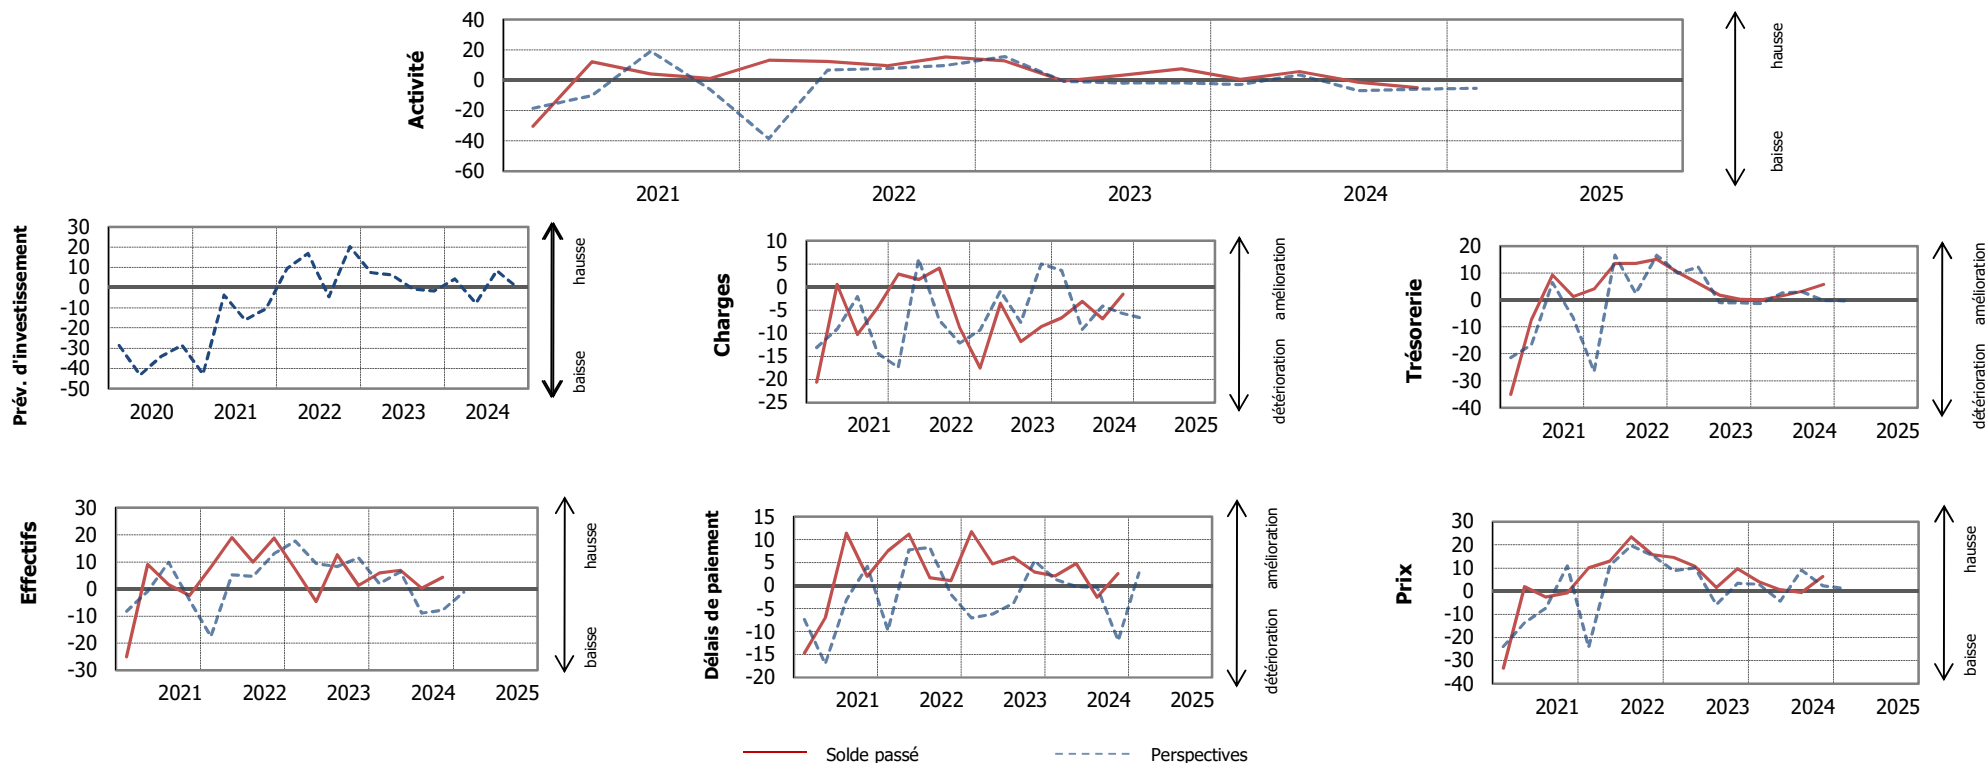 Activité
40
20
0
-20
-40
-60
2021 2022 2023 2024 2025
hausse
baisse
Prév. d'investissement
30
20
10
0
-10
-20
-30
-40
-50
2020 2021 2022 2023 2024
hausse
baisse
Charges
10
5
0
-5
-10
-15
-20
-25
2021 2022 2023 2024 2025
amélioration
détérioration
Trésorerie
20
10
0
-10
-20
-30
-40
2021 2022 2023 2024 2025
amélioration
détérioration
Effectifs
30
20
10
0
-10
-20
-30
2021 2022 2023 2024 2025
hausse
baisse
Délais de paiement
15
10
5
0
-5
-10
-15
-20
2021 2022 2023 2024 2025
amélioration
détérioration
Prix
30
20
10
0
-10
-20
-30
-40
2021 2022 2023 2024 2025
hausse
baisse
Solde passé
Perspectives